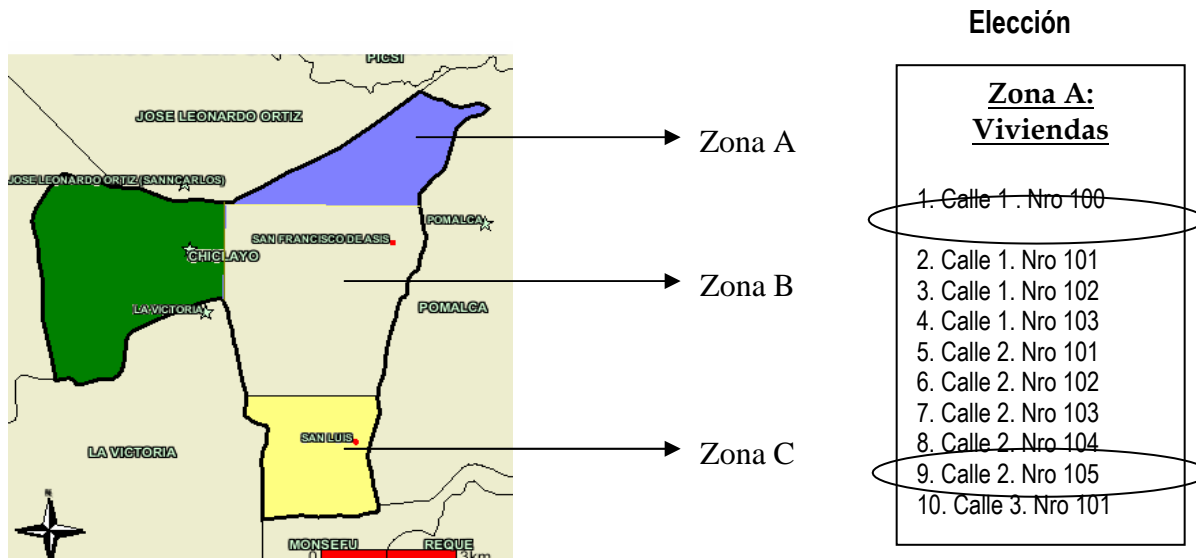 Elección
PICSI
JOSE LEONARDO ORTIZ
JOSE LEONARDO ORTIZ (SANNCARLOS)
POMALCA
SAN FRANCISCO DE ASIS
CHICLAYO
LA VICTORIA
POMALCA
SAN LUIS
LA VICTORIA
N
MONSEFU
REQUE
0
3km
Zona A
Zona B
Zona C
Zona A:
Viviendas
1. Calle 1 . Nro 100
2. Calle 1. Nro 101
3. Calle 1. Nro 102
4. Calle 1. Nro 103
5. Calle 2. Nro 101
6. Calle 2. Nro 102
7. Calle 2. Nro 103
8. Calle 2. Nro 104
9. Calle 2. Nro 105
10. Calle 3. Nro 101